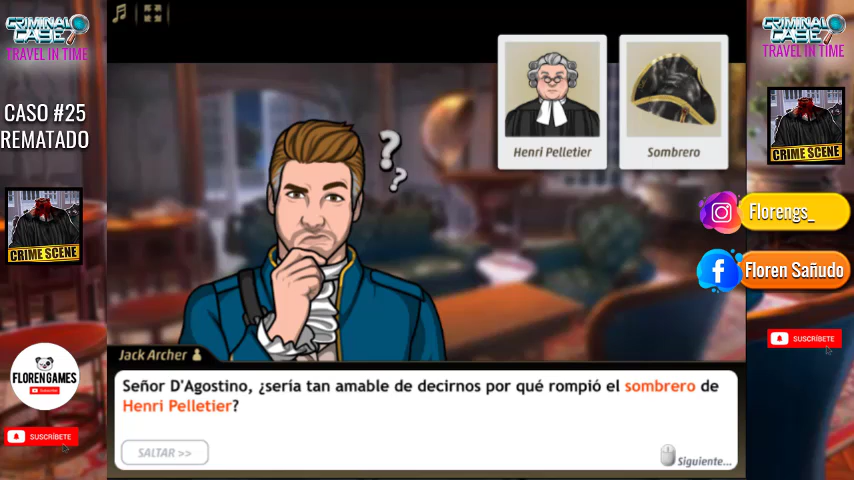 CRIMINAL
CASE
TRAVEL IN TIME
CASO #25
REMATADO
CRIME SCENE
FLOREN GAMES
SUSCRÍBETE
Henri Pelletier
Sombrero
Jack Archer
Señor D'Agostino, ¿sería tan amable de decirnos por qué rompió el sombrero de
Henri Pelletier?
SALTAR >>
Siguiente...
CRIMINAL
CASE
TRAVEL IN TIME
CRIME SCENE
Florengs_
Floren Sañudo
SUSCRÍBETE